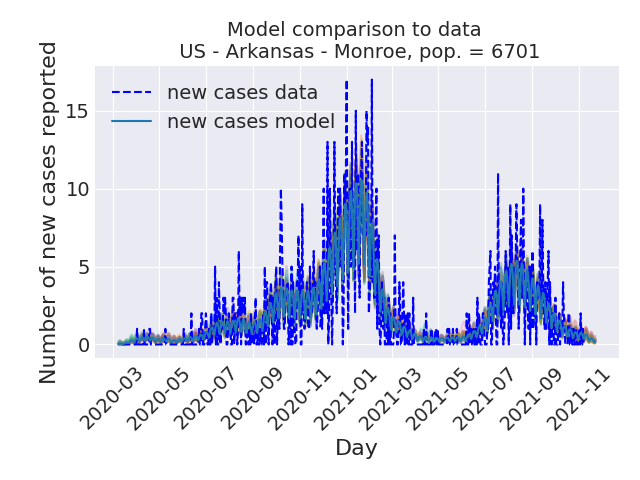 Model comparison to data
US - Arkansas - Monroe, pop. = 6701
new cases data
new cases model
Number of new cases reported
15
10
5
0
2020-03
2020-05
2020-07
2020-09
2020-11
2021-01
2021-03
2021-05
2021-07
2021-09
2021-11
Day